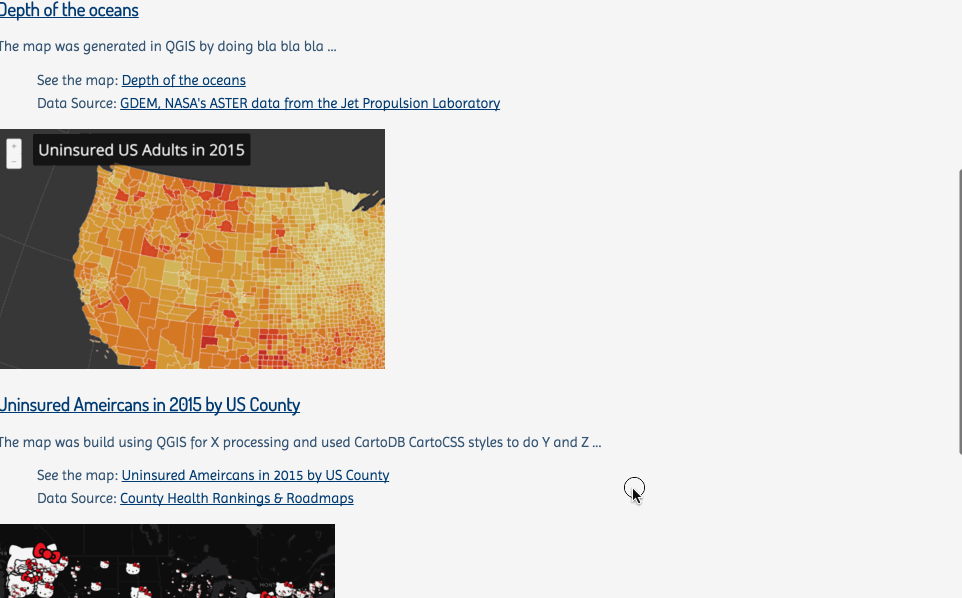 Depth of the oceans
The map was generated in QGIS by doing bla bla bla ...
See the map: Depth of the oceans
Data Source: GDEM, NASA's ASTER data from the Jet Propulsion Laboratory
+
Uninsured US Adults in 2015
−
Uninsured Ameircans in 2015 by US County
The map was build using QGIS for X processing and used CartoDB CartoCSS styles to do Y and Z ...
See the map: Uninsured Ameircans in 2015 by US County
Data Source: County Health Rankings & Roadmaps